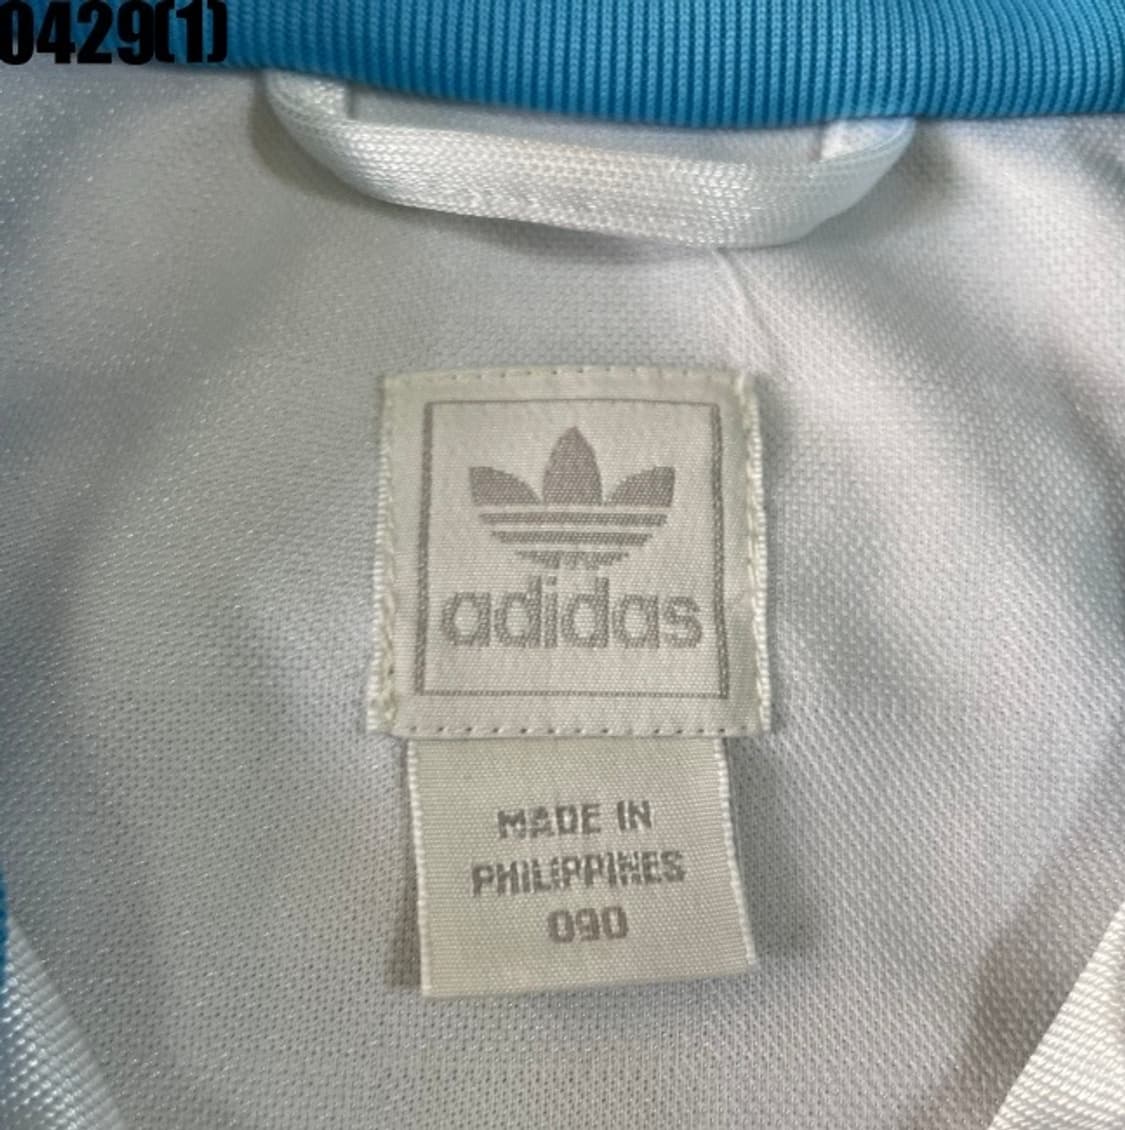 0429(1)
adidas
MADE IN
PHILIPPINES
090